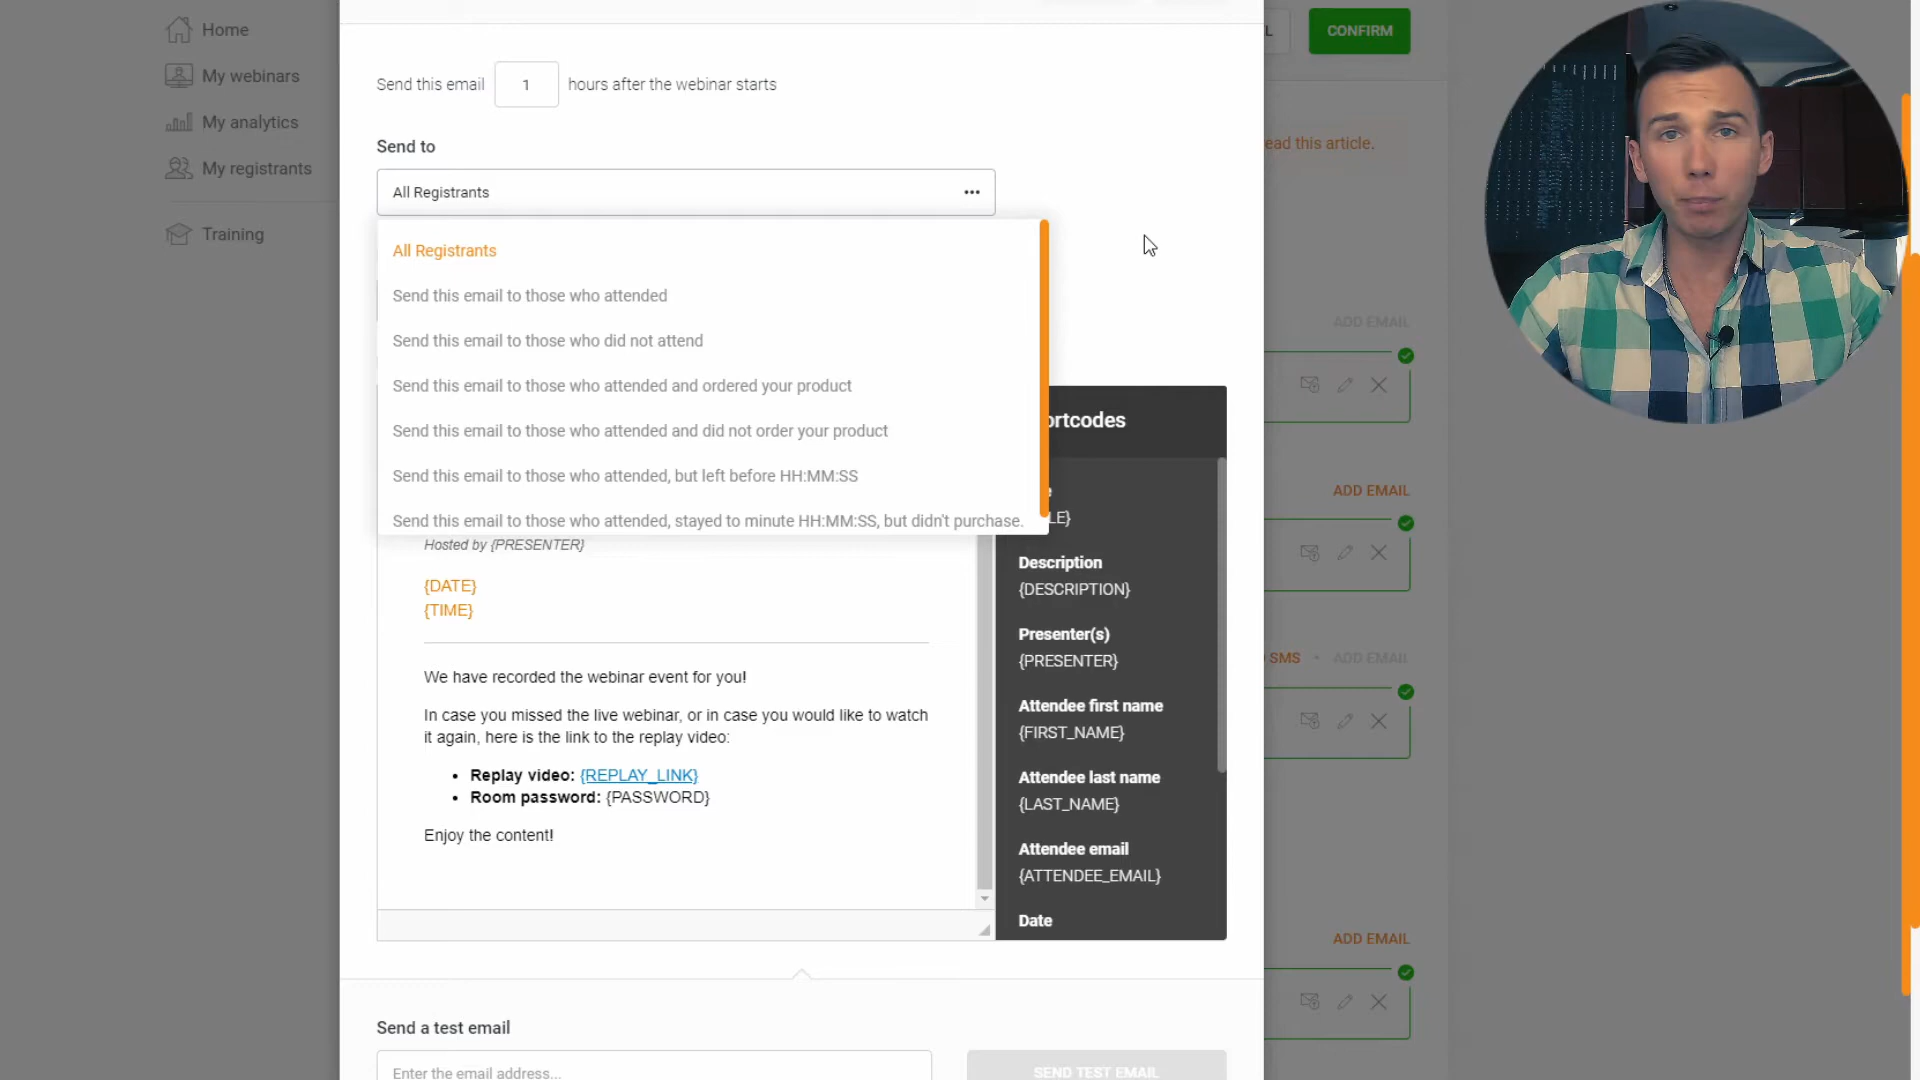 Home
My webinars
My analytics
My registrants
Training
Send this email 1 hours after the webinar starts
Send to
All Registrants
All Registrants
Send this email to those who attended
Send this email to those who did not attend
Send this email to those who attended and ordered your product
Send this email to those who attended and did not order your product
Send this email to those who attended, but left before HH:MM:SS
Send this email to those who attended, stayed to minute HH:MM:SS, but didn't purchase.
Hosted by {PRESENTER}
{DATE}
{TIME}
We have recorded the webinar event for you!
In case you missed the live webinar, or in case you would like to watch
it again, here is the link to the replay video:
• Replay video: {REPLAY_LINK}
• Room password: {PASSWORD}
Enjoy the content!
ortcodes
LE}
Description
{DESCRIPTION}
Presenter(s)
{PRESENTER}
Attendee first name
{FIRST_NAME}
Attendee last name
{LAST_NAME}
Attendee email
{ATTENDEE_EMAIL}
Date
Send a test email
Enter the email address...
SEND TEST EMAIL
L
CONFIRM
ead this article.
ADD EMAIL
ADD EMAIL
SMS • ADD EMAIL
ADD EMAIL